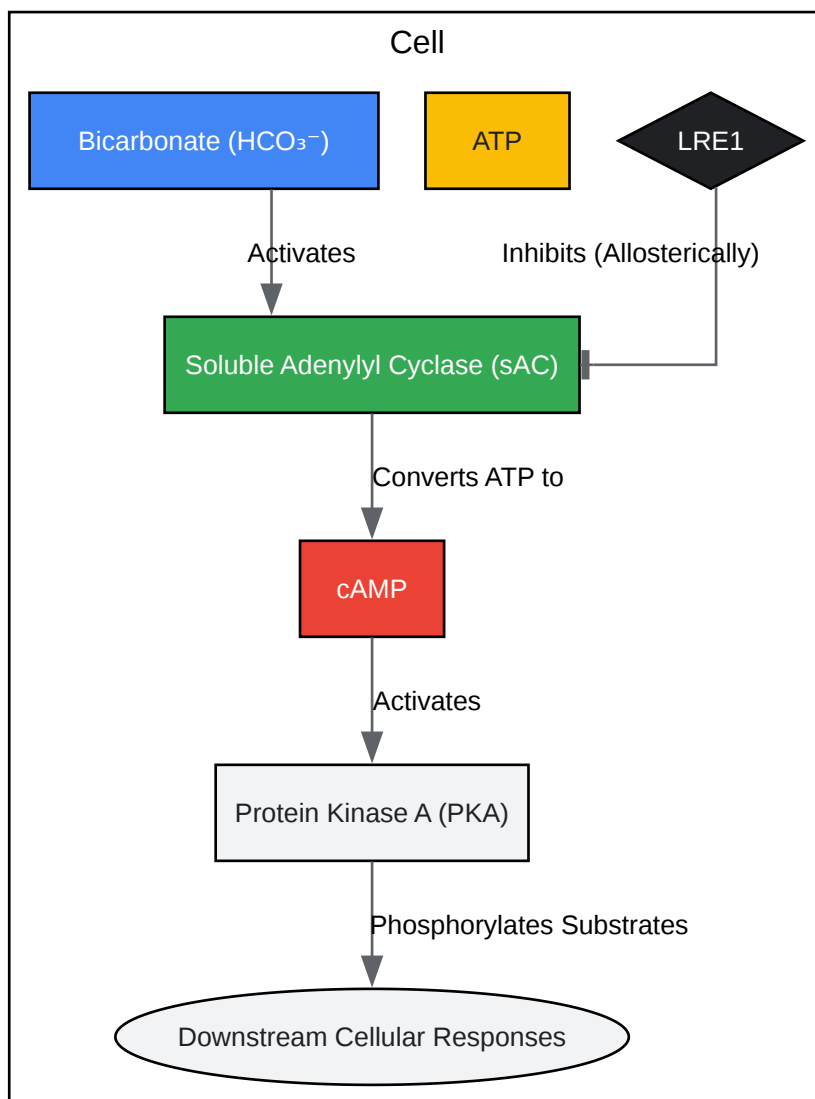 Cell
Bicarbonate (HCO₃⁻)
ATP
LRE1
Activates
Inhibits (Allosterically)
Soluble Adenylyl Cyclase (sAC)
Converts ATP to
cAMP
Activates
Protein Kinase A (PKA)
Phosphorylates Substrates
Downstream Cellular Responses